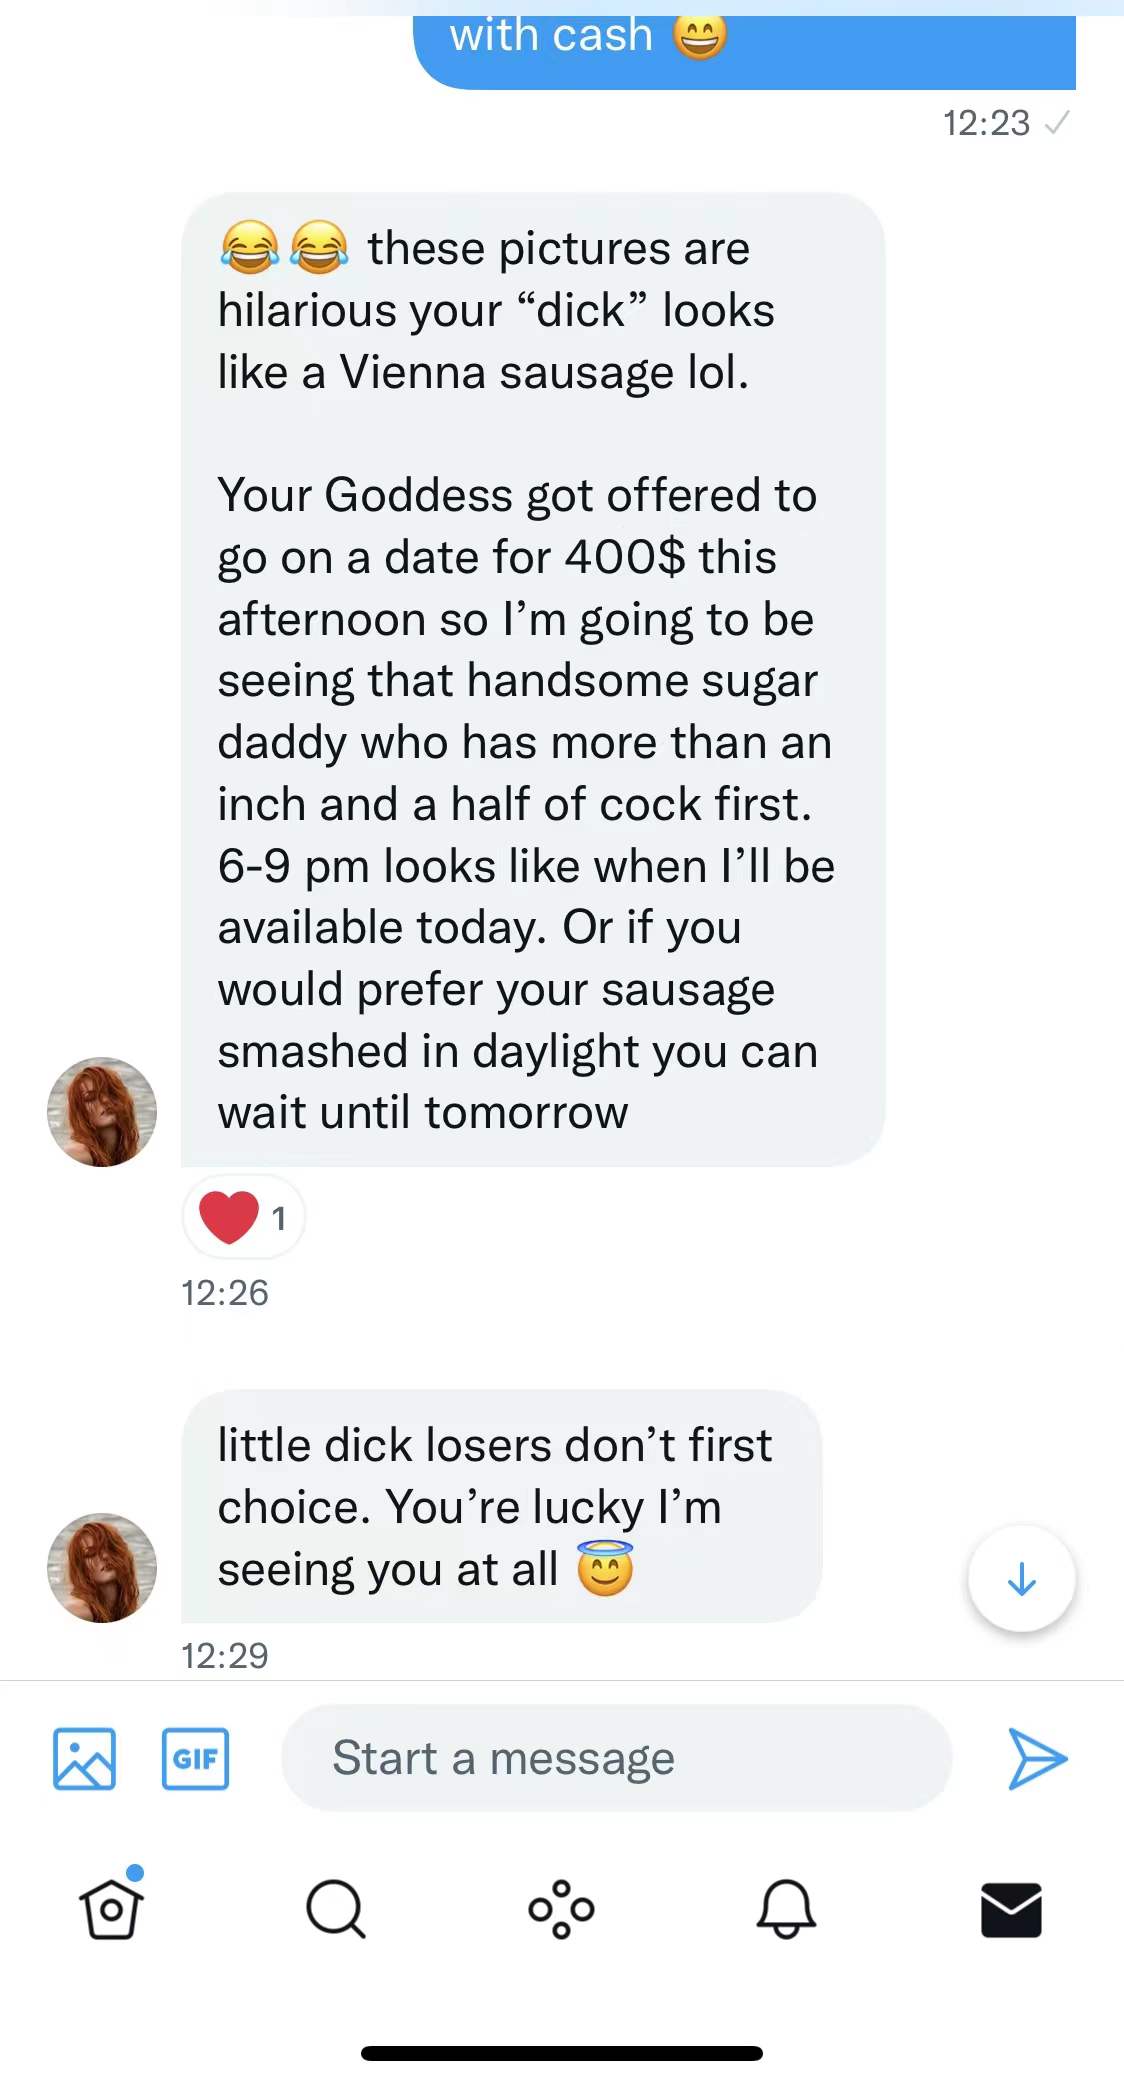 with cash 😄
12:23 ✓
😂😂 these pictures are
hilarious your “dick” looks
like a Vienna sausage lol.
Your Goddess got offered to
go on a date for 400$ this
afternoon so I’m going to be
seeing that handsome sugar
daddy who has more than an
inch and a half of cock first.
6-9 pm looks like when I’ll be
available today. Or if you
would prefer your sausage
smashed in daylight you can
wait until tomorrow
❤️ 1
12:26
little dick losers don’t first
choice. You’re lucky I’m
seeing you at all 😇
12:29
GIF
Start a message